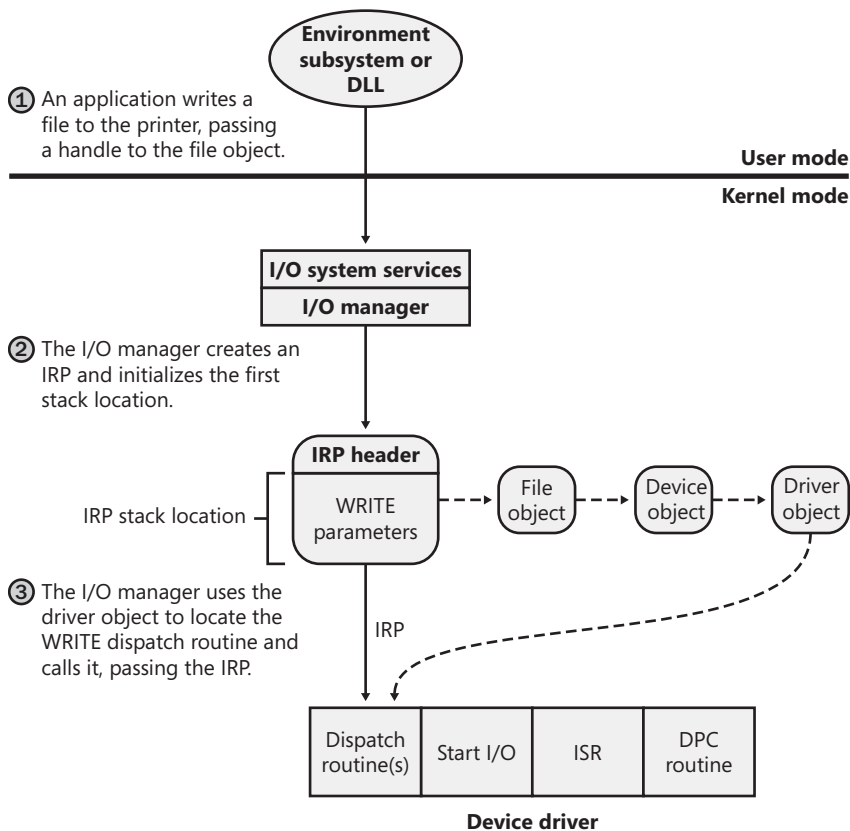 Environment
subsystem or
DLL
1 An application writes a
file to the printer, passing
a handle to the file object.
User mode
Kernel mode
I/O system services
I/O manager
2 The I/O manager creates an
IRP and initializes the first
stack location.
IRP header
WRITE
parameters
IRP stack location
File
object
Device
object
Driver
object
3 The I/O manager uses the
driver object to locate the
WRITE dispatch routine and
calls it, passing the IRP.
IRP
Dispatch
routine(s)
Start I/O
ISR
DPC
routine
Device driver